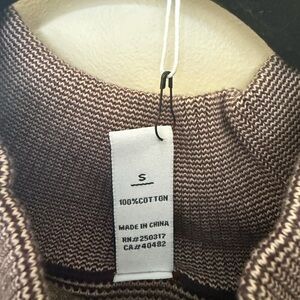 S
100%COTTON
MADE IN CHINA
RN#250317
CA#40482